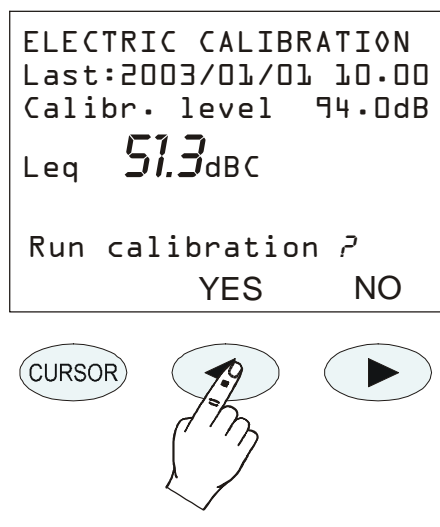 ELECTRIC CALIBRATION
Last:2003/01/01 10.00
Calibr. level 94.0dB
Leq 51.3dBC
Run calibration ?
YES NO
CURSOR